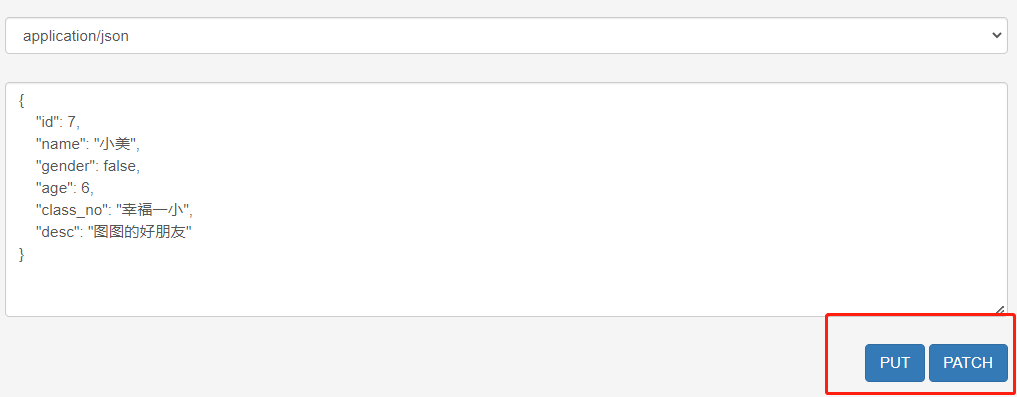 application/json
{
    "id": 7,
    "name": "小美",
    "gender": false,
    "age": 6,
    "class_no": "幸福一小",
    "desc": "图图的好朋友"
}
PUT PATCH